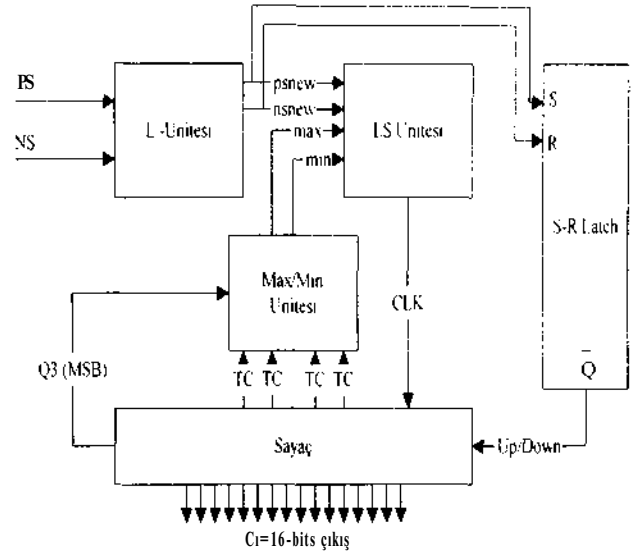 PS
NS
L-Unitesi
psnew
nsnew
max
min
LS Unitesi
S
R
S-R Latch
Q
Max/Min
Unitesi
CLK
Q3 (MSB)
TC TC TC TC
Sayaç
Up/Down
Cı=16-bits çıkış